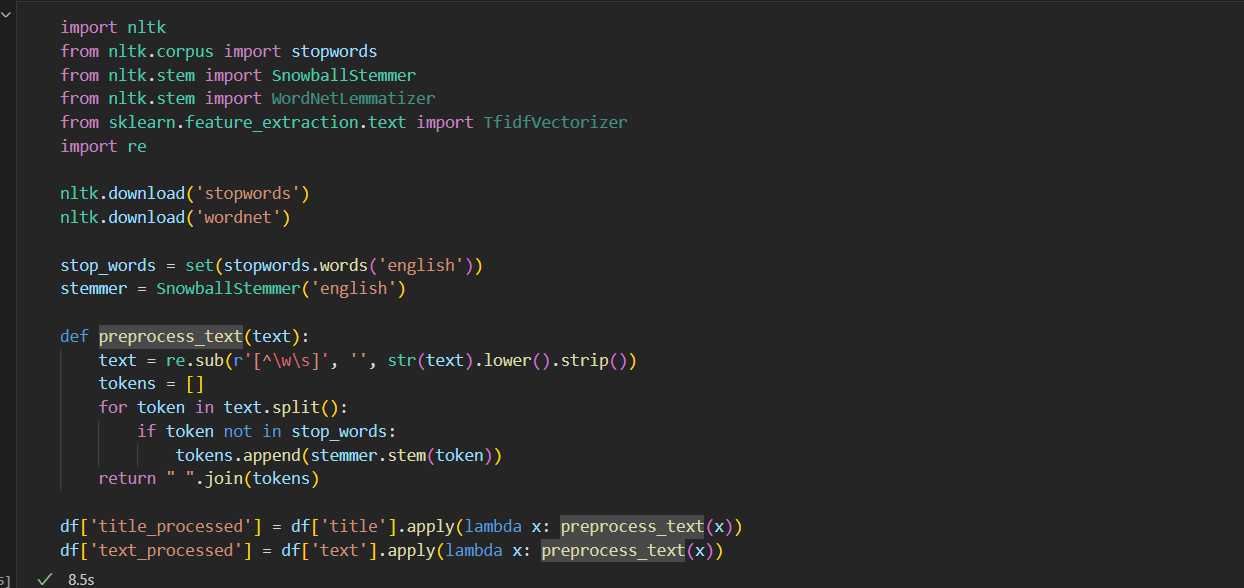 import nltk
from nltk.corpus import stopwords
from nltk.stem import SnowballStemmer
from nltk.stem import WordNetLemmatizer
from sklearn.feature_extraction.text import TfidfVectorizer
import re

nltk.download('stopwords')
nltk.download('wordnet')

stop_words = set(stopwords.words('english'))
stemmer = SnowballStemmer('english')

def preprocess_text(text):
    text = re.sub(r'[^\w\s]', '', str(text).lower().strip())
    tokens = []
    for token in text.split():
        if token not in stop_words:
            tokens.append(stemmer.stem(token))
    return " ".join(tokens)

df['title_processed'] = df['title'].apply(lambda x: preprocess_text(x))
df['text_processed'] = df['text'].apply(lambda x: preprocess_text(x))
8.5s